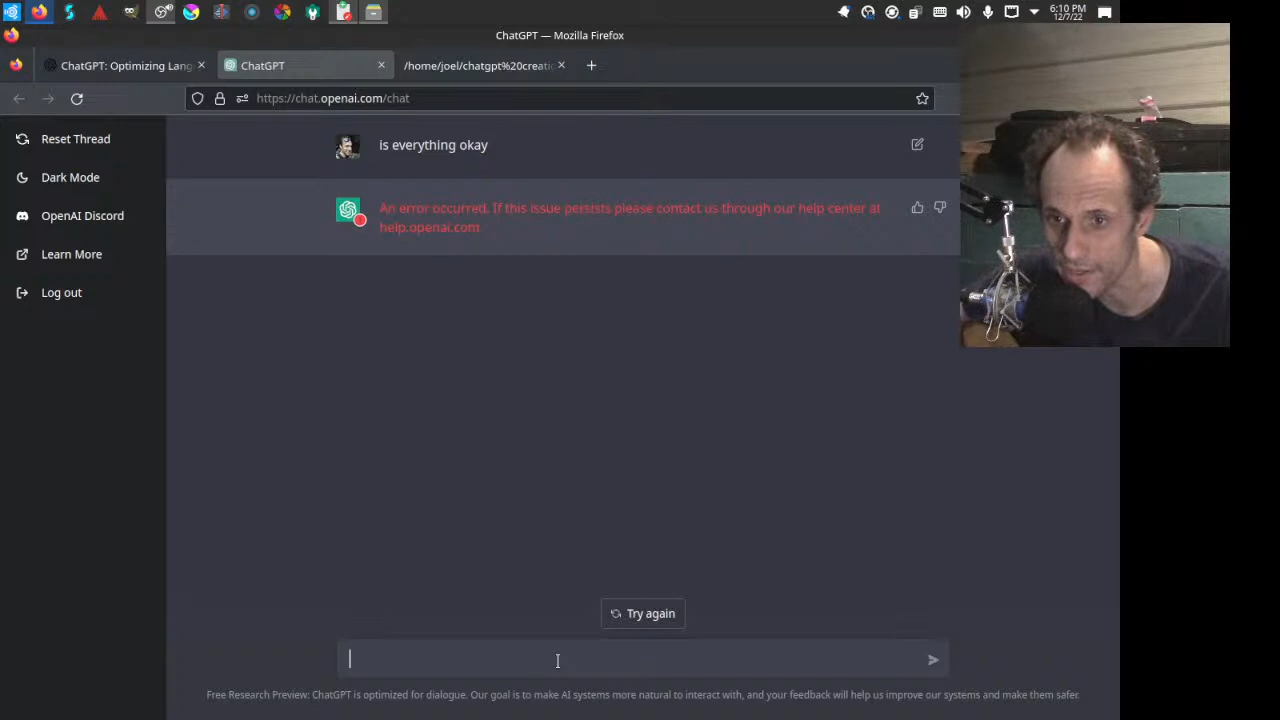 6:10 PM
12/7/22
ChatGPT — Mozilla Firefox
ChatGPT: Optimizing Lang
ChatGPT
/home/joel/chatgpt%20creatio
https://chat.openai.com/chat
Reset Thread
Dark Mode
OpenAI Discord
Learn More
Log out
is everything okay
An error occurred. If this issue persists please contact us through our help center at
help.openai.com
Try again
Free Research Preview: ChatGPT is optimized for dialogue. Our goal is to make AI systems more natural to interact with, and your feedback will help us improve our systems and make them safer.